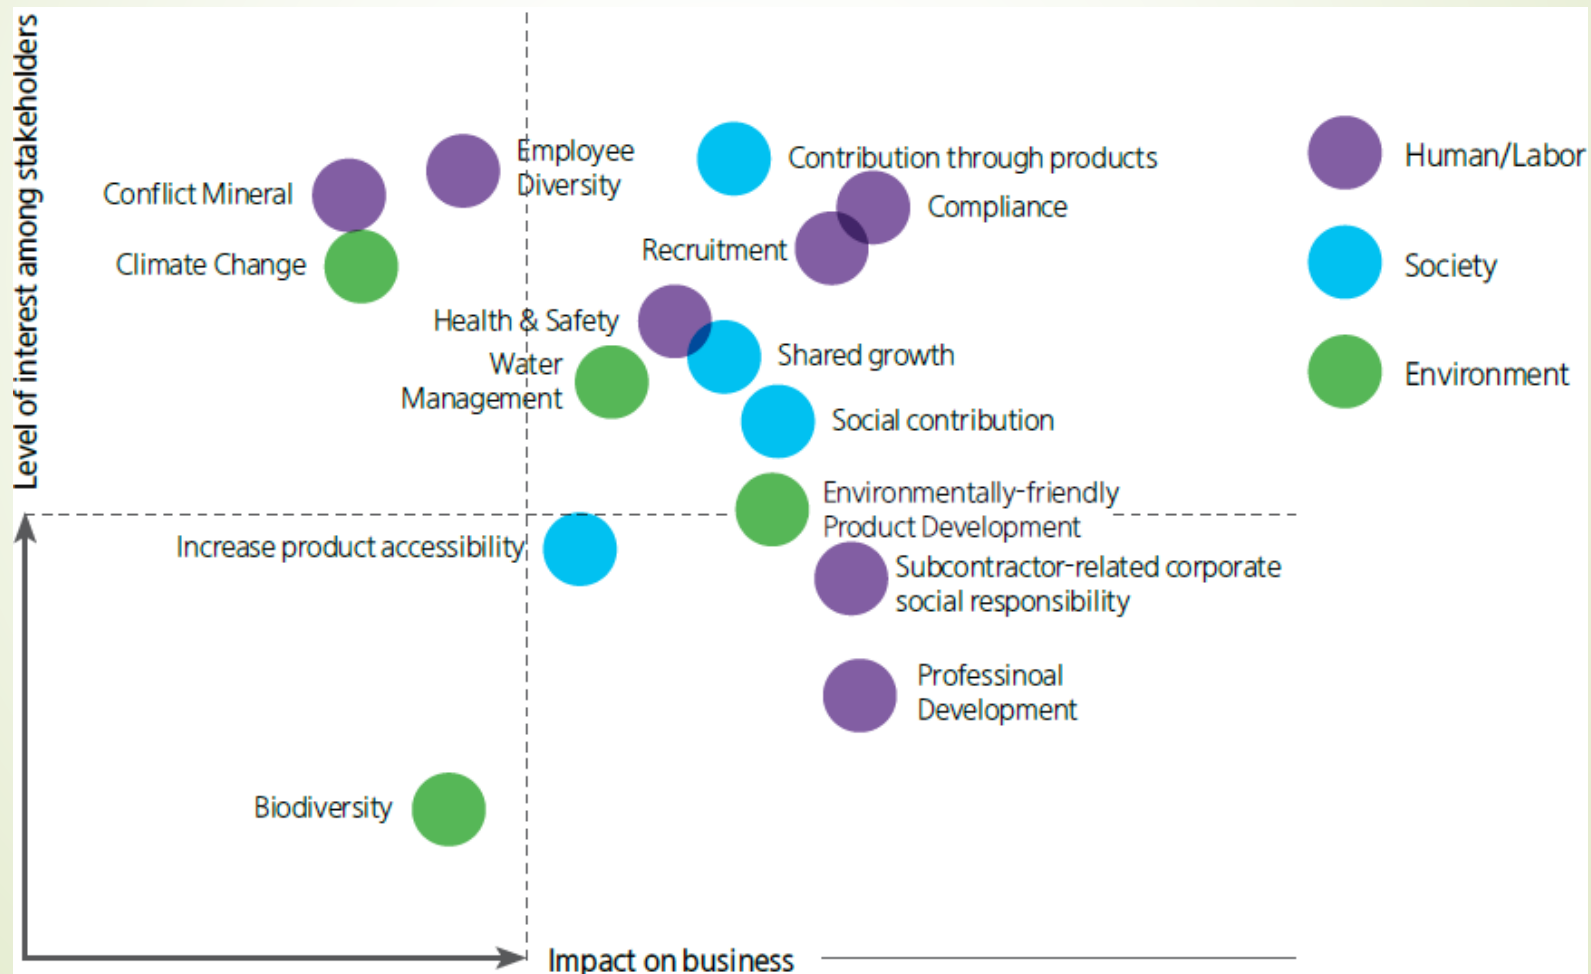 Level of interest among stakeholders
Employee
Diversity
Conflict Mineral
Climate Change
Contribution through products
Compliance
Recruitment
Health & Safety
Water
Management
Shared growth
Social contribution
Environmentally-friendly
Product Development
Increase product accessibility
Subcontractor-related corporate
social responsibility
Professinoal
Development
Biodiversity
Impact on business
Human/Labor
Society
Environment